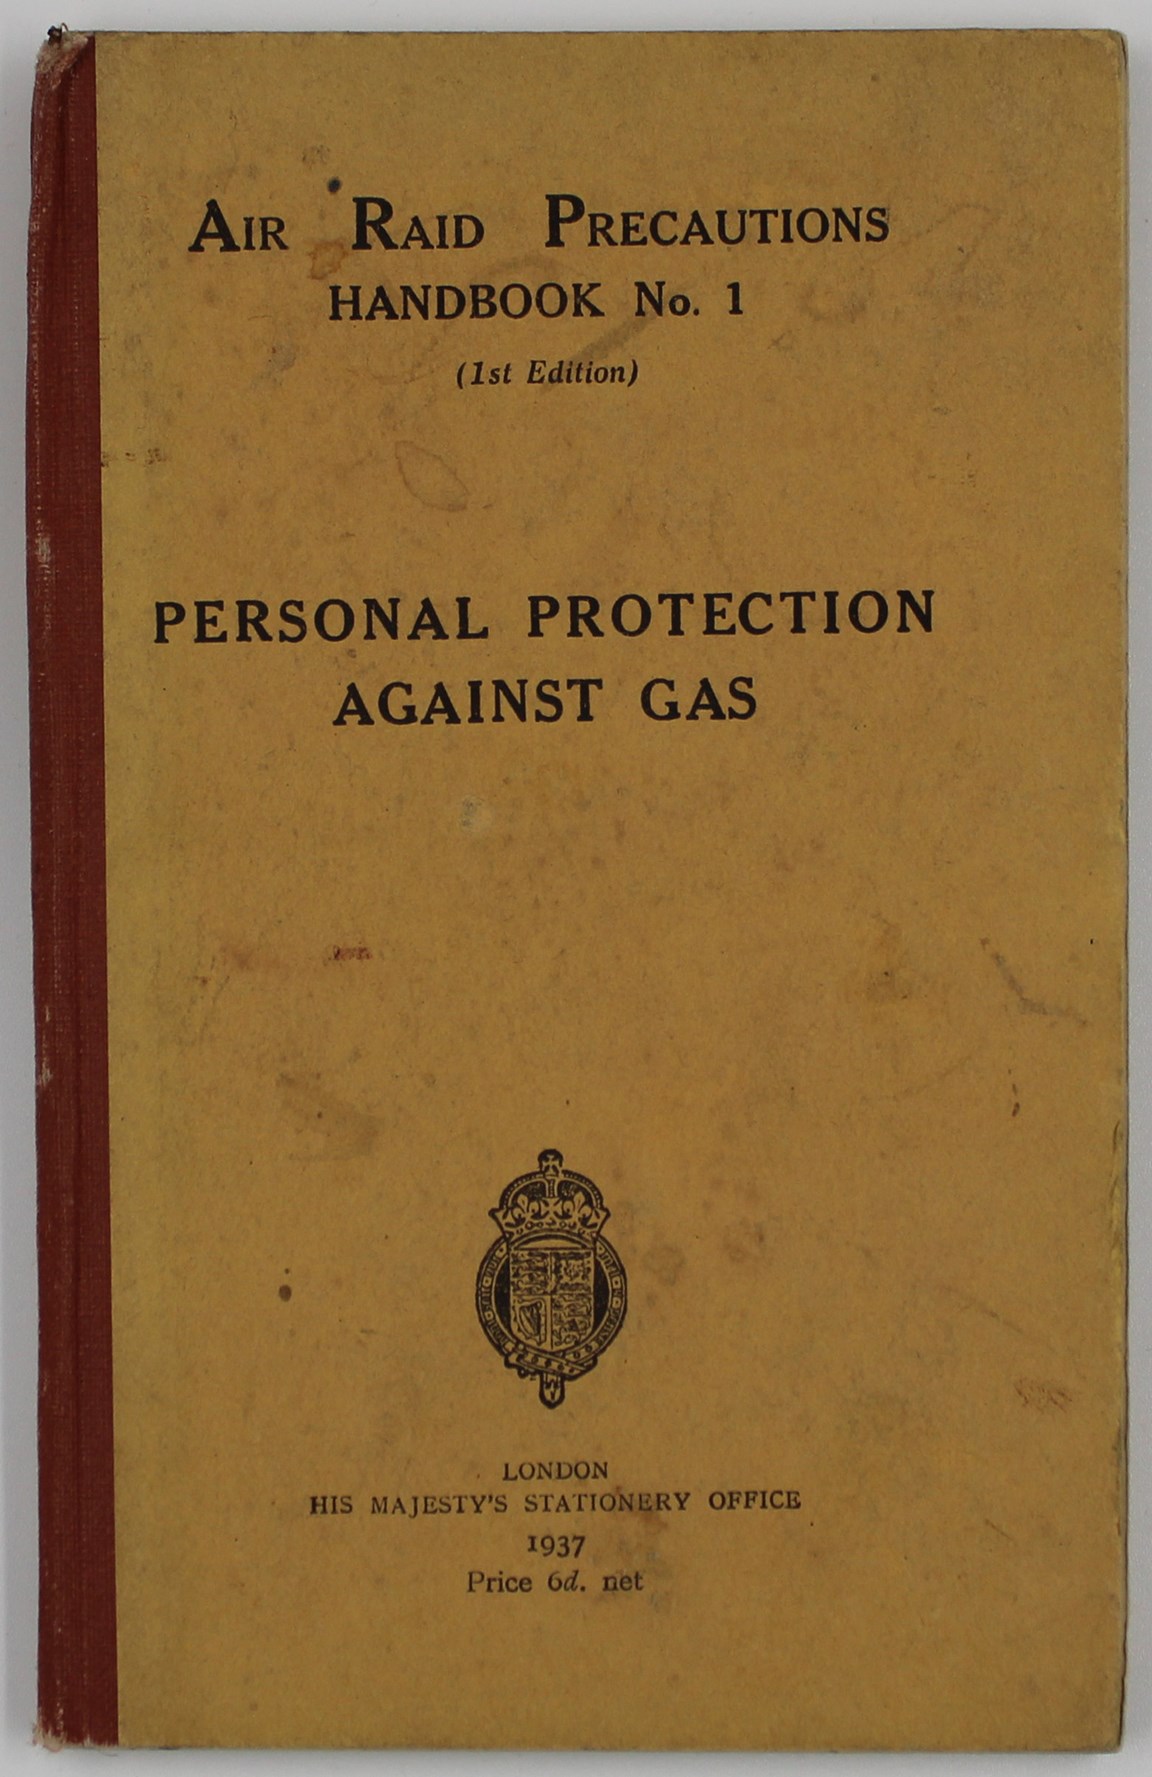 AIR RAID PRECAUTIONS
HANDBOOK No. 1
(1st Edition)
PERSONAL PROTECTION
AGAINST GAS
LONDON
HIS MAJESTY'S STATIONERY OFFICE
1937
Price 6d. net